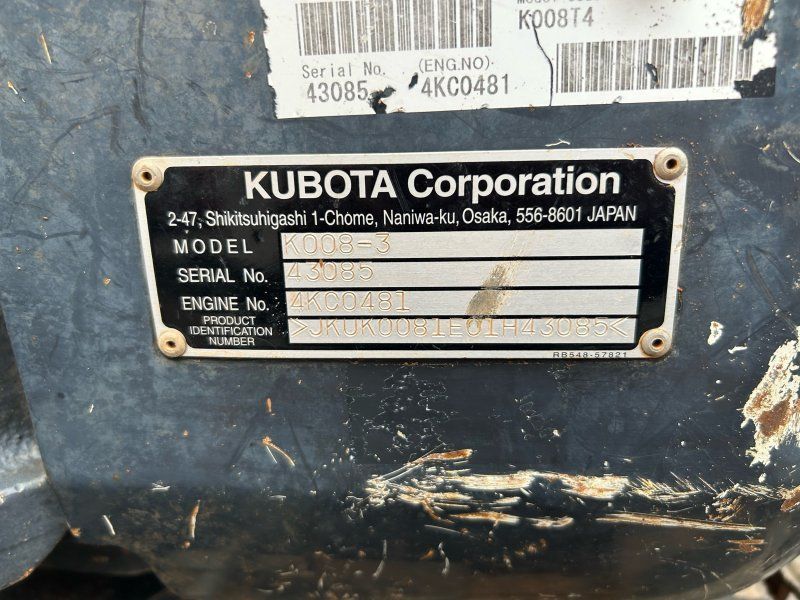 K008T4
Serial No. (ENG.NO)
43085 4KC0481
KUBOTA Corporation
2-47, Shikitsuhigashi 1-Chome, Naniwa-ku, Osaka, 556-8601 JAPAN
MODEL K008-3
SERIAL No. 43085
ENGINE No. 4KC0481
PRODUCT
IDENTIFICATION
NUMBER >JKUK0081E01H43085<
RB548-57821